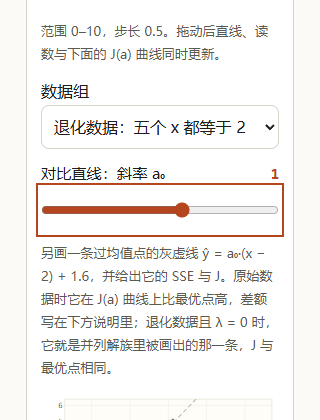 范围 0–10，步长 0.5。拖动后直线、读
数与下面的 J(a) 曲线同时更新。
数据组
退化数据：五个 x 都等于 2
对比直线：斜率 a₀ 1
另画一条过均值点的灰虚线 ŷ = a₀·(x −
2) + 1.6，并给出它的 SSE 与 J。原始数
据时它在 J(a) 曲线上比最优点高，差额
写在下方说明里；退化数据且 λ = 0 时，
它就是并列解族里被画出的那一条，J 与
最优点相同。
6
5